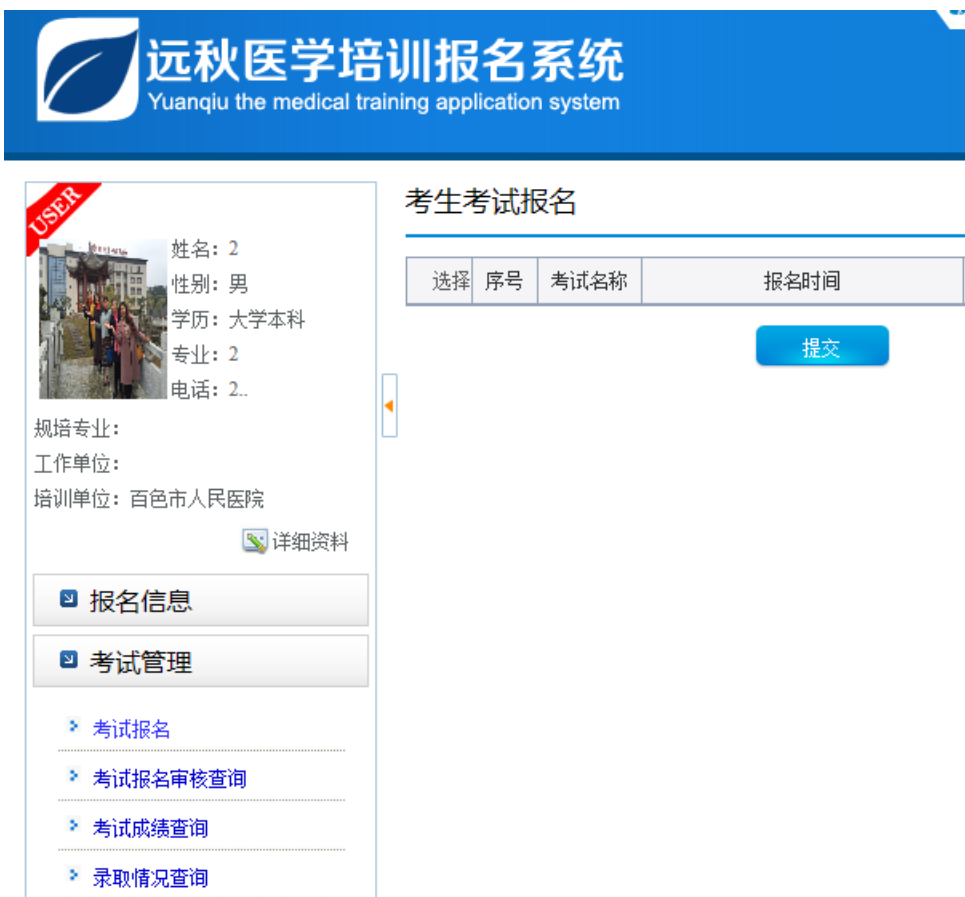 远秋医学培训报名系统
Yuanqiu the medical training application system
USER
姓名：2
性别：男
学历：大学本科
专业：2
电话：2..
规培专业：
工作单位：
培训单位：百色市人民医院
详细资料
报名信息
考试管理
考试报名
考试报名审核查询
考试成绩查询
录取情况查询
考生考试报名
选择 序号 考试名称 报名时间
提交